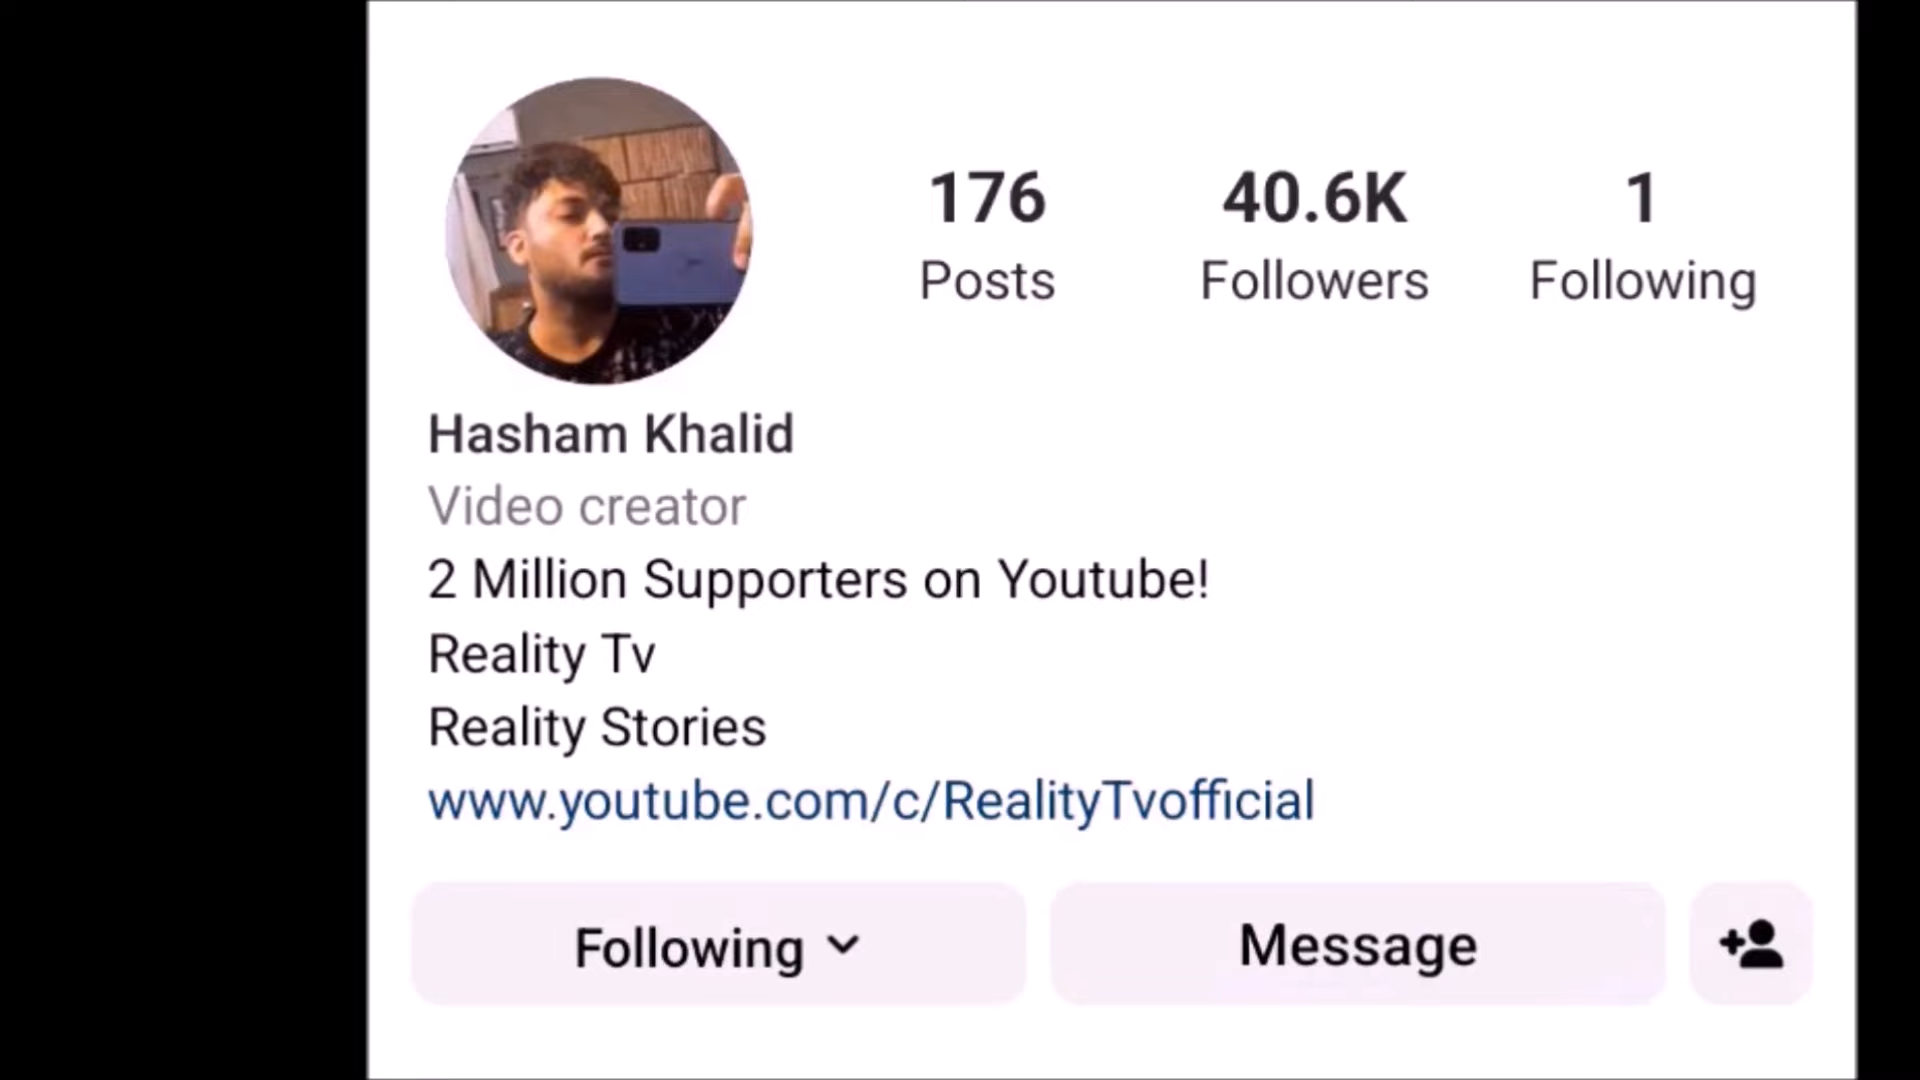 176 40.6K 1
Posts Followers Following
Hasham Khalid
Video creator
2 Million Supporters on Youtube!
Reality Tv
Reality Stories
www.youtube.com/c/RealityTvofficial
Following Message